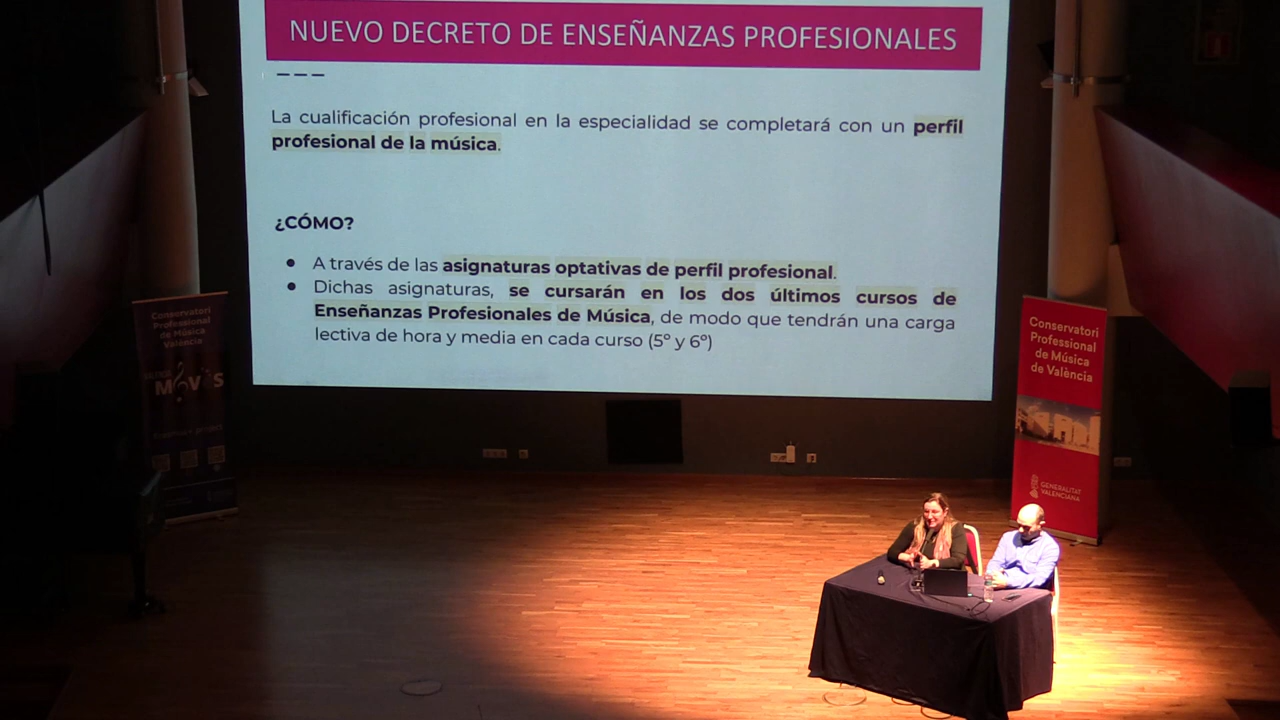 NUEVO DECRETO DE ENSEÑANZAS PROFESIONALES
La cualificación profesional en la especialidad se completará con un perfil
profesional de la música.
¿CÓMO?
● A través de las asignaturas optativas de perfil profesional.
● Dichas asignaturas, se cursarán en los dos últimos cursos de
Enseñanzas Profesionales de Música, de modo que tendrán una carga
lectiva de hora y media en cada curso (5º y 6º)
Conservatori
Professional
de Música
València
MOVOS
Conservatori
Professional
de Música
de València
GENERALITAT
VALENCIANA